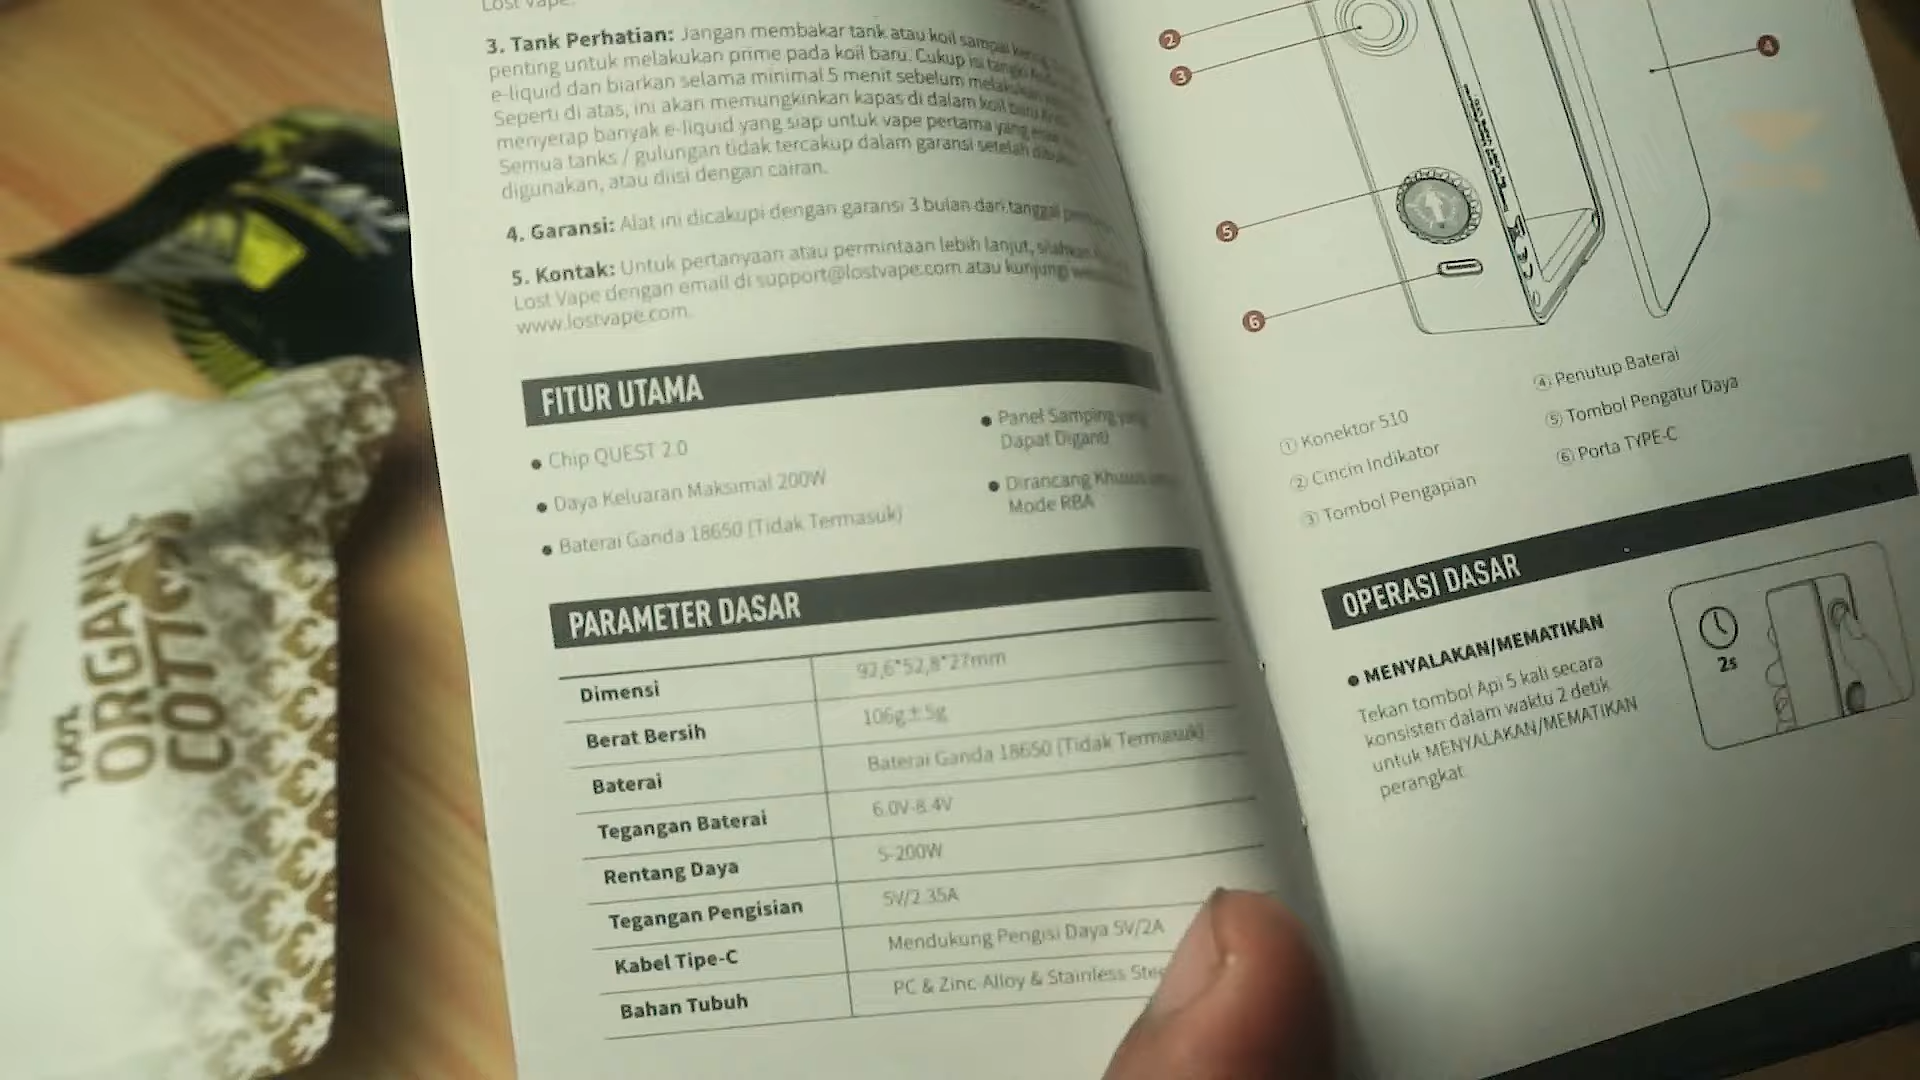 Lost Vape.
3. Tank Perhatian: Jangan membakar tank atau koil sampai
penting untuk melakukan prime pada koil baru. Cukup isi
e-liquid dan biarkan selama minimal 5 menit sebelum
Seperti di atas, ini akan memungkinkan kapas di dalam koil baru
menyerap banyak e-liquid yang siap untuk vape pertama yang
Semua tanks / gulungan tidak tercakup dalam garansi setelah
digunakan, atau diisi dengan cairan.
4. Garansi: Alat ini dicakupi dengan garansi 3 bulan dari tanggal
5. Kontak: Untuk pertanyaan atau permintaan lebih lanjut,
Lost Vape dengan email di support@lostvape.com atau kunjungi
www.lostvape.com.
FITUR UTAMA
Chip QUEST 2.0
Daya Keluaran Maksimal 200W
Baterai Ganda 18650 (Tidak Termasuk)
Panel Samping yang
Dapat Diganti
Dirancang Khusus
Mode RBA
PARAMETER DASAR
Dimensi 92,6*52,8*27mm
Berat Bersih 106g±5g
Baterai Baterai Ganda 18650 (Tidak Termasuk)
Tegangan Baterai 6.0V-8.4V
Rentang Daya 5-200W
Tegangan Pengisian 5V/2.35A
Kabel Tipe-C Mendukung Pengisi Daya 5V/2A
Bahan Tubuh PC & Zinc Alloy & Stainless
2
3
4
5
6
① Konektor 510
② Cincin Indikator
③ Tombol Pengapian
④ Penutup Baterai
⑤ Tombol Pengatur Daya
⑥ Porta TYPE-C
OPERASI DASAR
MENYALAKAN/MEMATIKAN
Tekan tombol Api 5 kali secara
konsisten dalam waktu 2 detik
untuk MENYALAKAN/MEMATIKAN
perangkat.
2s
100%
ORGANIC
COTTON